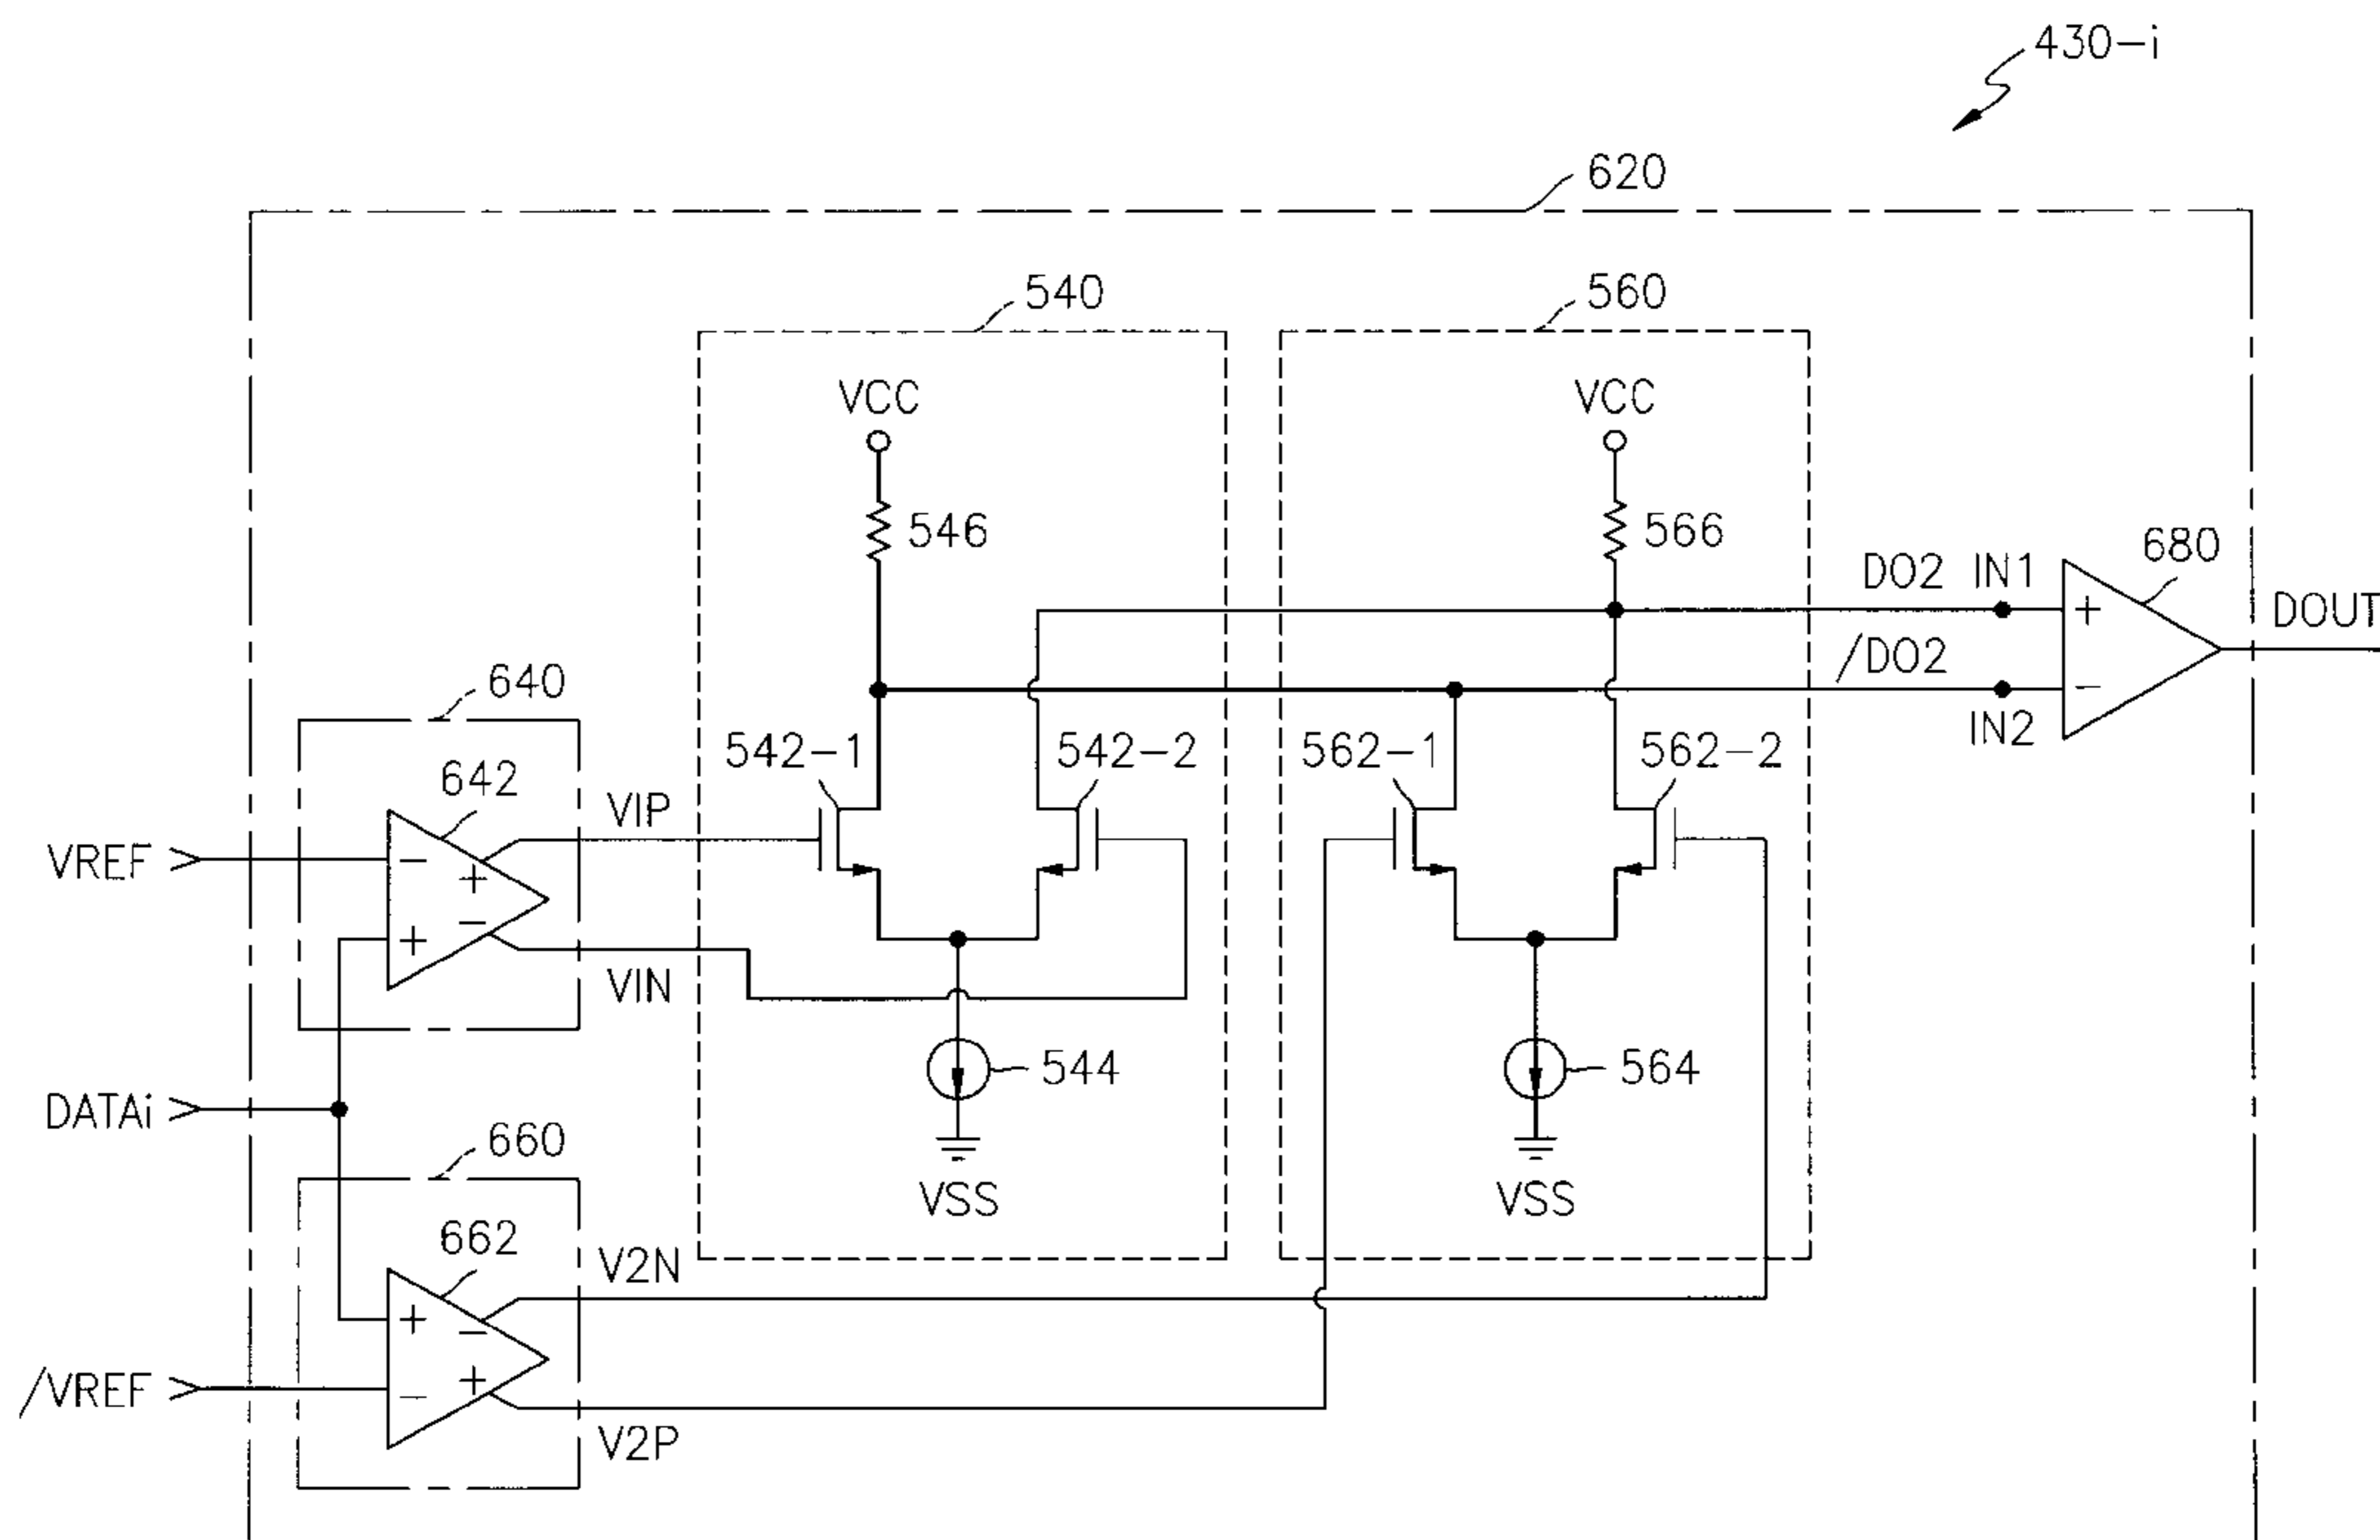 430-i
620
540
560
VCC
VCC
546
566
680
DO2 IN1
+
DOUT
/DO2
−
IN2
640
542-1
542-2
562-1
562-2
642
VIP
VREF
−
+
−
+
VIN
544
564
DATAi
660
VSS
VSS
662
V2N
+
−
+
/VREF
−
V2P